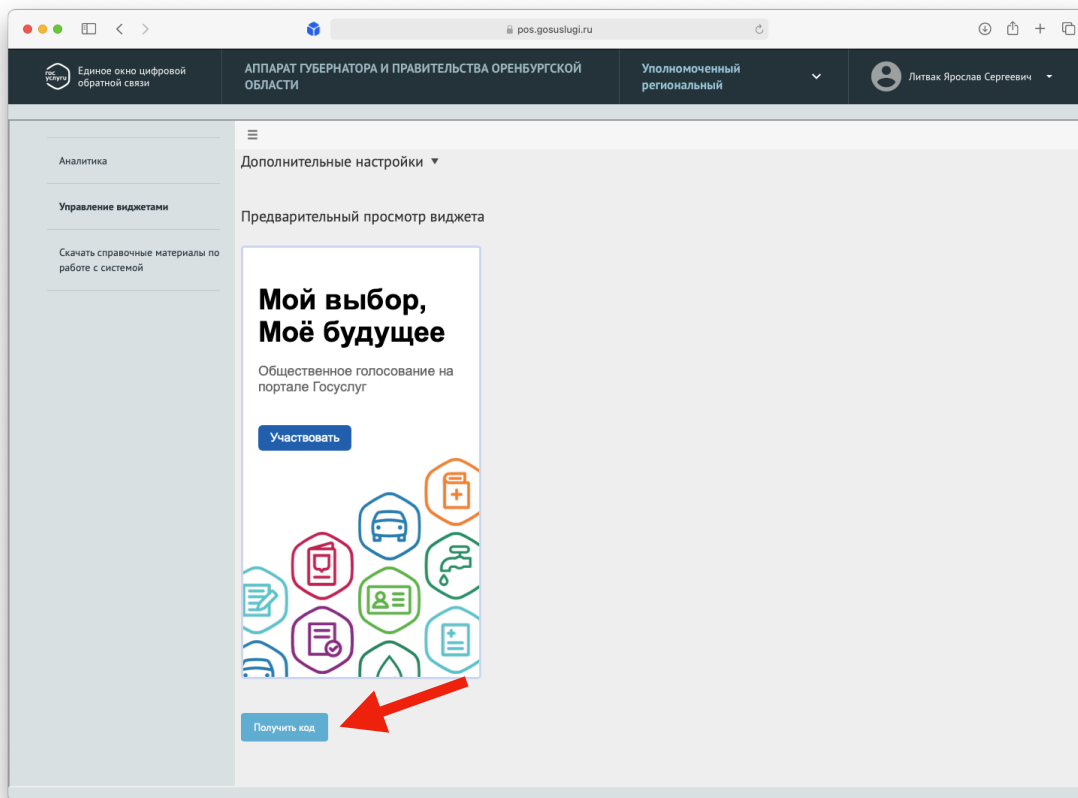 pos.gosuslugi.ru
гос
услуги
Единое окно цифровой
обратной связи
АППАРАТ ГУБЕРНАТОРА И ПРАВИТЕЛЬСТВА ОРЕНБУРГСКОЙ
ОБЛАСТИ
Уполномоченный
региональный
Литвак Ярослав Сергеевич
Аналитика
Управление виджетами
Скачать справочные материалы по
работе с системой
Дополнительные настройки
Предварительный просмотр виджета
Мой выбор,
Моё будущее
Общественное голосование на
портале Госуслуг
Участвовать
Получить код